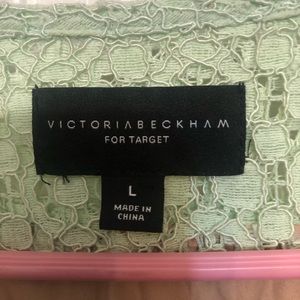 VICTORIABECKHAM
FOR TARGET
L
MADE IN
CHINA